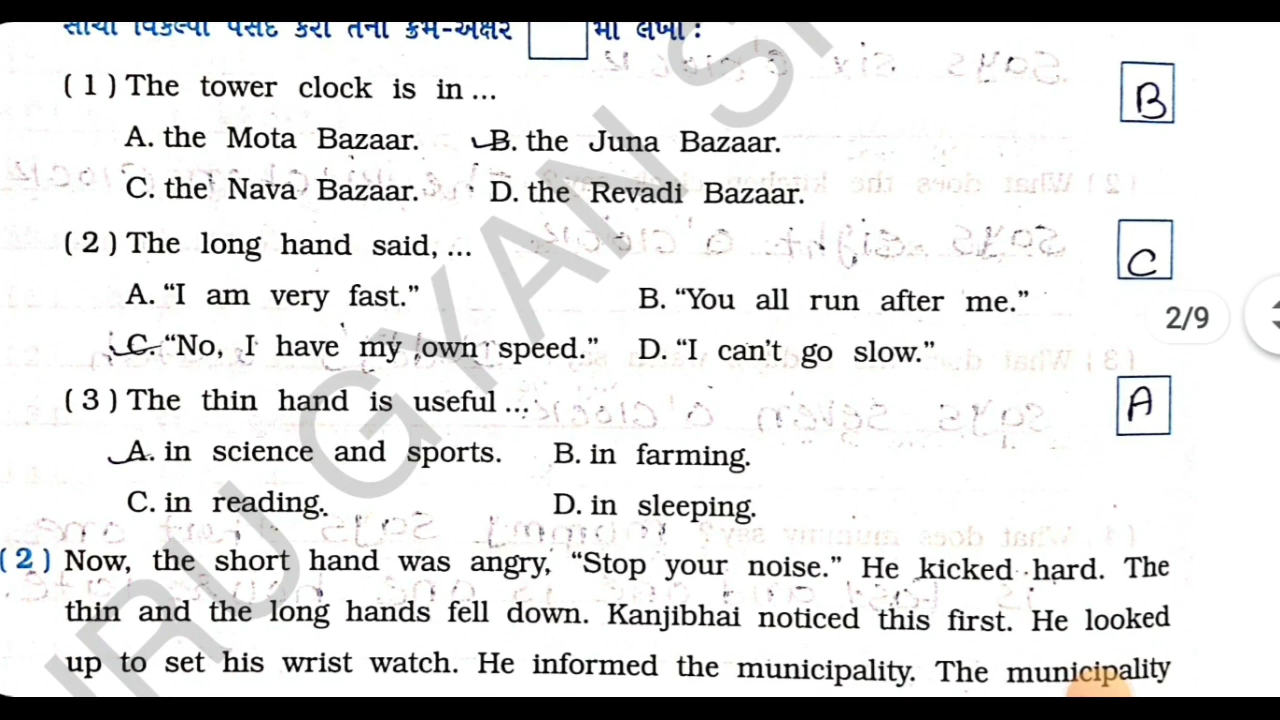 સાચો વિકલ્પો પસંદ કરી તેનો ક્રમ-અક્ષર માં લખો :
( 1 ) The tower clock is in ... B
A. the Mota Bazaar. B. the Juna Bazaar.
C. the Nava Bazaar. D. the Revadi Bazaar.
( 2 ) The long hand said, ... C
A. “I am very fast.” B. “You all run after me.”
C “No, I have my own speed.” D. “I can’t go slow.”
2/9
( 3 ) The thin hand is useful ... A
A. in science and sports. B. in farming.
C. in reading. D. in sleeping.
( 2 ) Now, the short hand was angry, “Stop your noise.” He kicked hard. The
thin and the long hands fell down. Kanjibhai noticed this first. He looked
up to set his wrist watch. He informed the municipality. The municipality
URU GYAN S